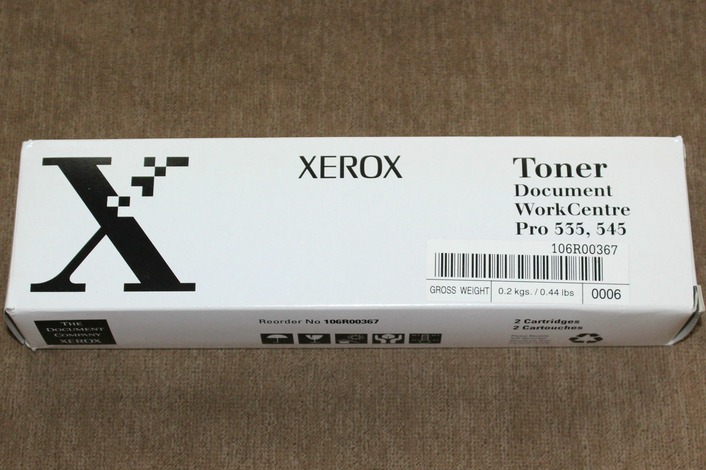 XEROX
Toner
Document
WorkCentre
Pro 535, 545
106R00367
GROSS WEIGHT
0.2 kgs. / 0.44 lbs
0006
THE
DOCUMENT
COMPANY
XEROX
Reorder No 106R00367
2 Cartridges
2 Cartouches